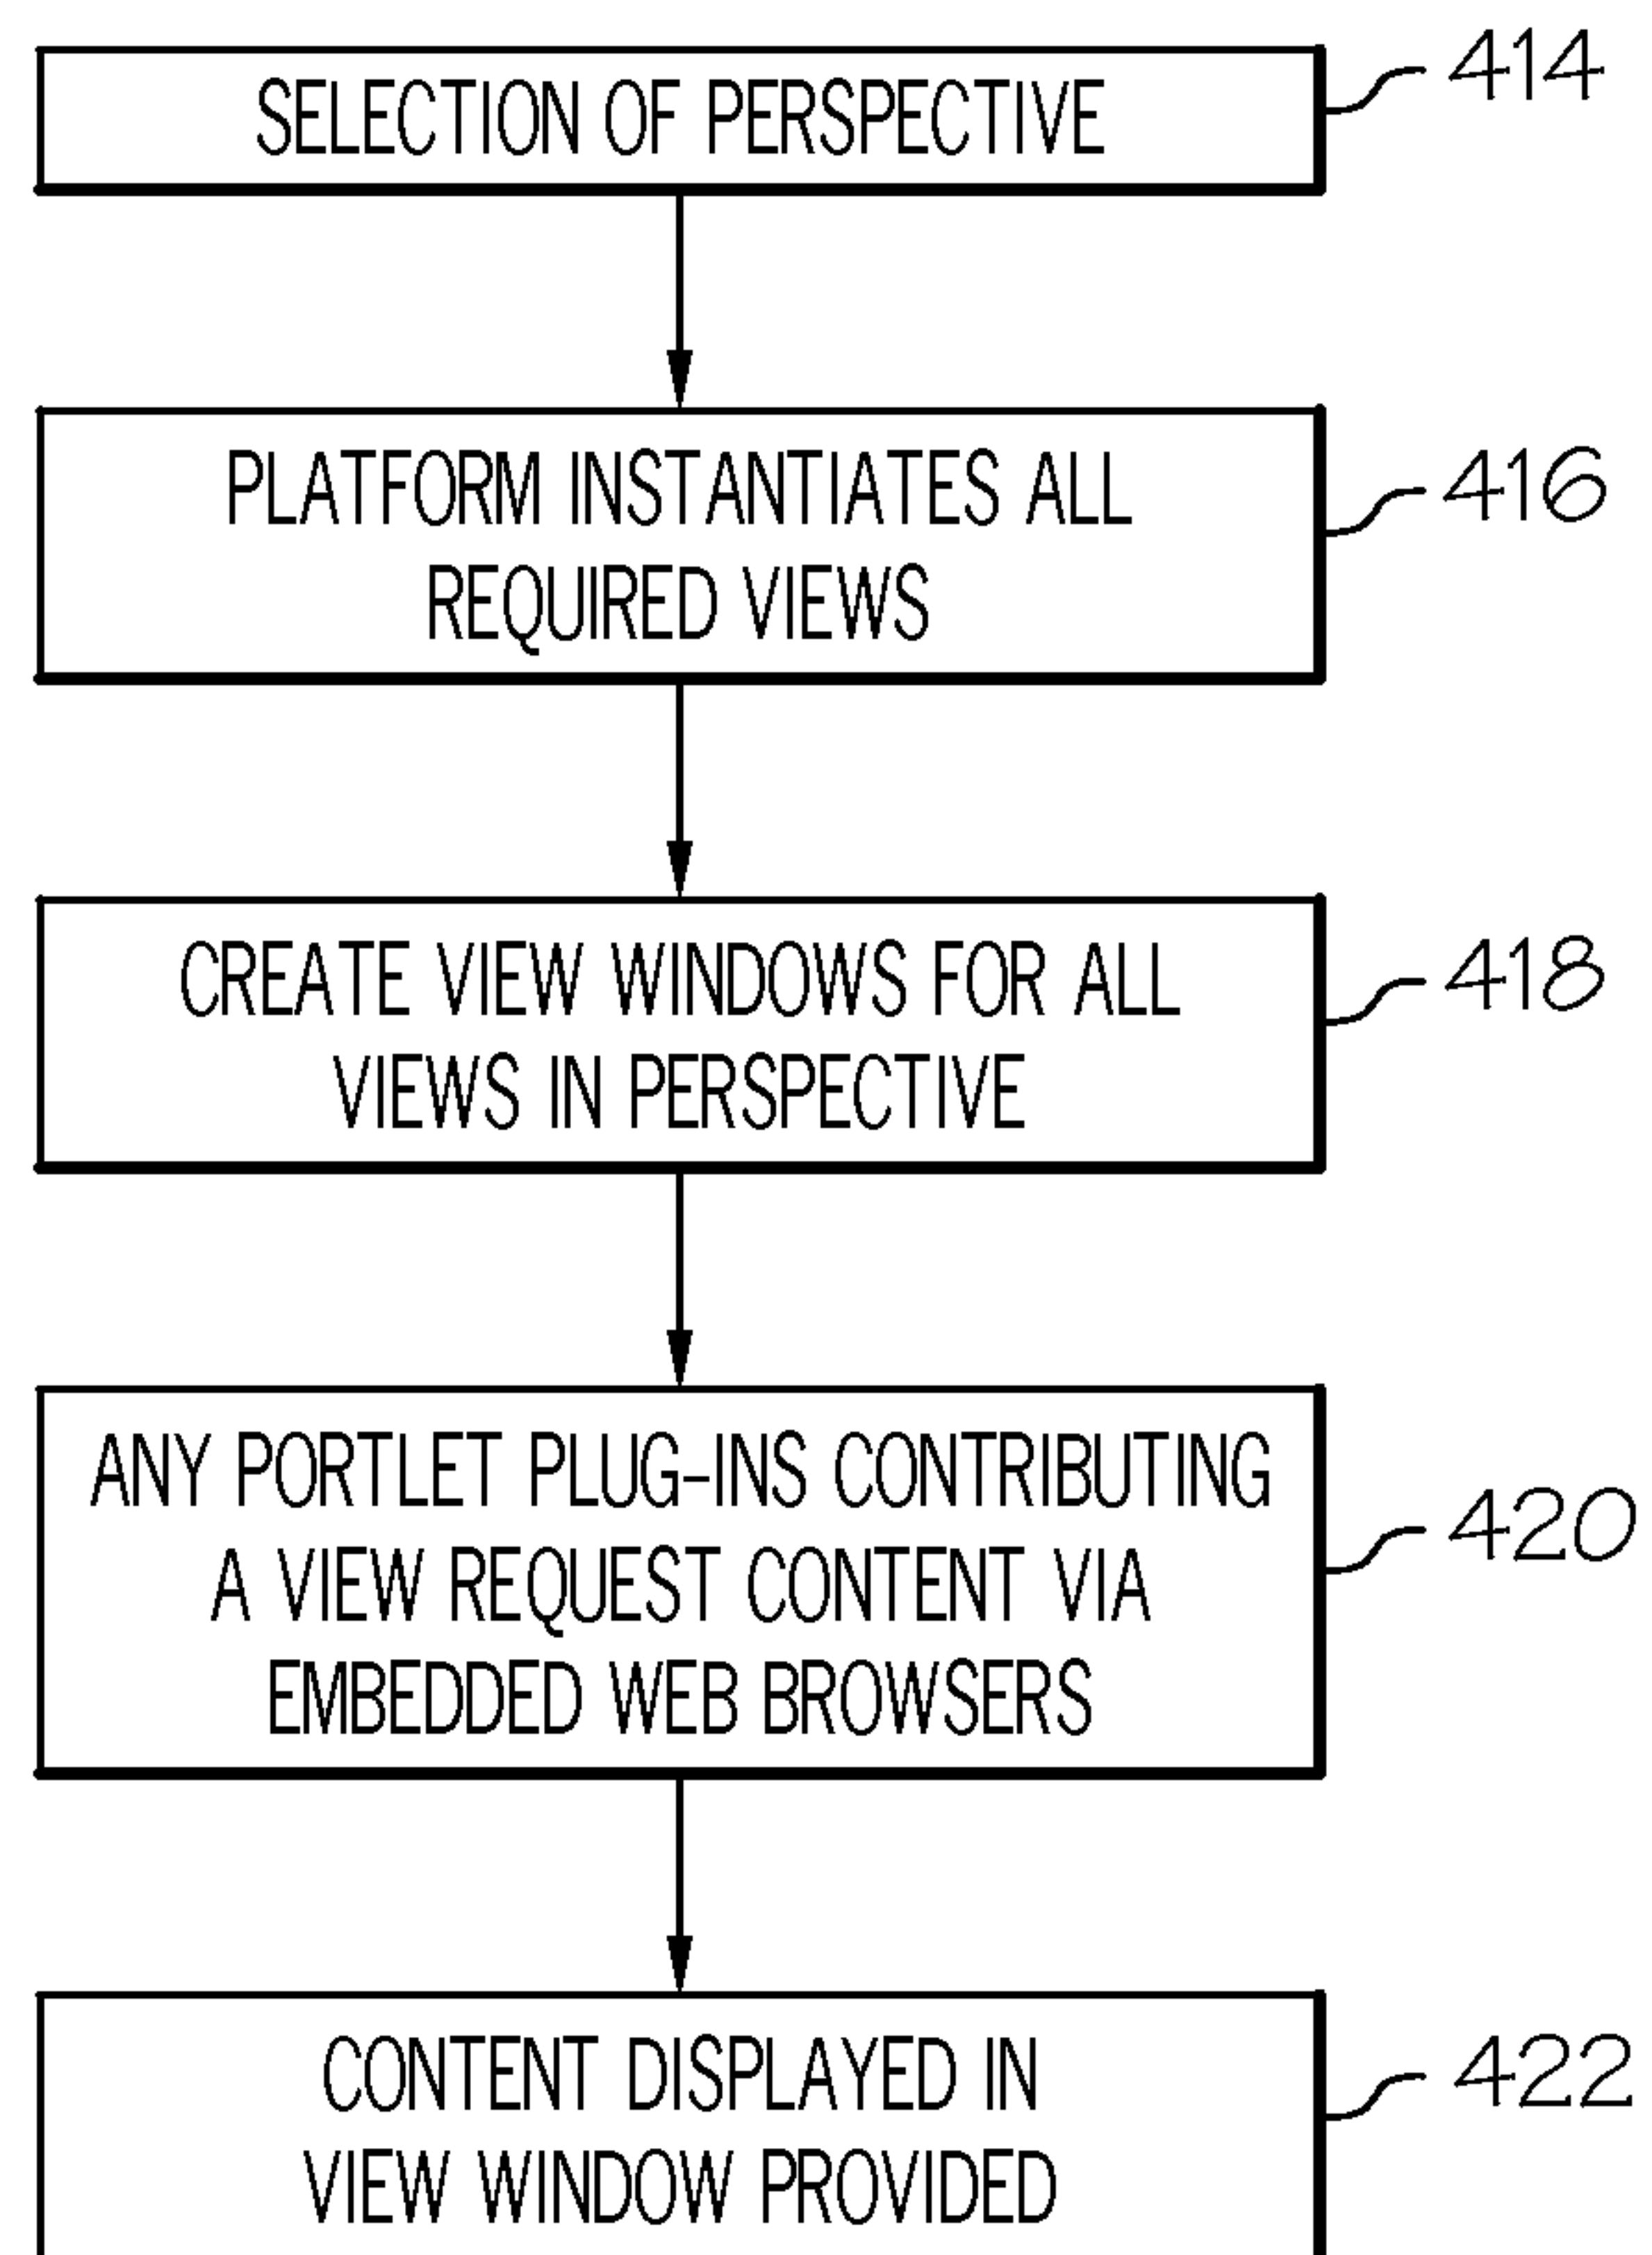 SELECTION OF PERSPECTIVE
414
PLATFORM INSTANTIATES ALL
REQUIRED VIEWS
416
CREATE VIEW WINDOWS FOR ALL
VIEWS IN PERSPECTIVE
418
ANY PORTLET PLUG-INS CONTRIBUTING
A VIEW REQUEST CONTENT VIA
EMBEDDED WEB BROWSERS
420
CONTENT DISPLAYED IN
VIEW WINDOW PROVIDED
422